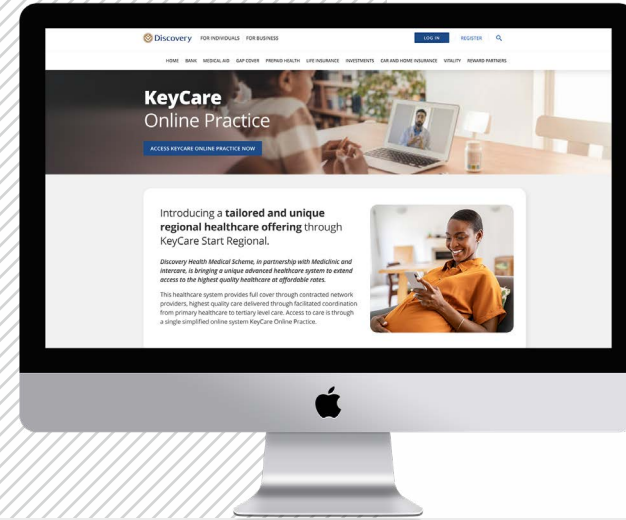 Discovery FOR INDIVIDUALS FOR BUSINESS LOG IN REGISTER
HOME BANK MEDICAL AID GAP COVER PREPAID HEALTH LIFE INSURANCE INVESTMENTS CAR AND HOME INSURANCE VITALITY REWARD PARTNERS
KeyCare
Online Practice
ACCESS KEYCARE ONLINE PRACTICE NOW
Introducing a tailored and unique
regional healthcare offering through
KeyCare Start Regional.
Discovery Health Medical Scheme, in partnership with Mediclinic and
intercare, is bringing a unique advanced healthcare system to extend
access to the highest quality healthcare at affordable rates.
This healthcare system provides full cover through contracted network
providers, highest quality care delivered through facilitated coordination
from primary healthcare to tertiary level care. Access to care is through
a single simplified online system KeyCare Online Practice.